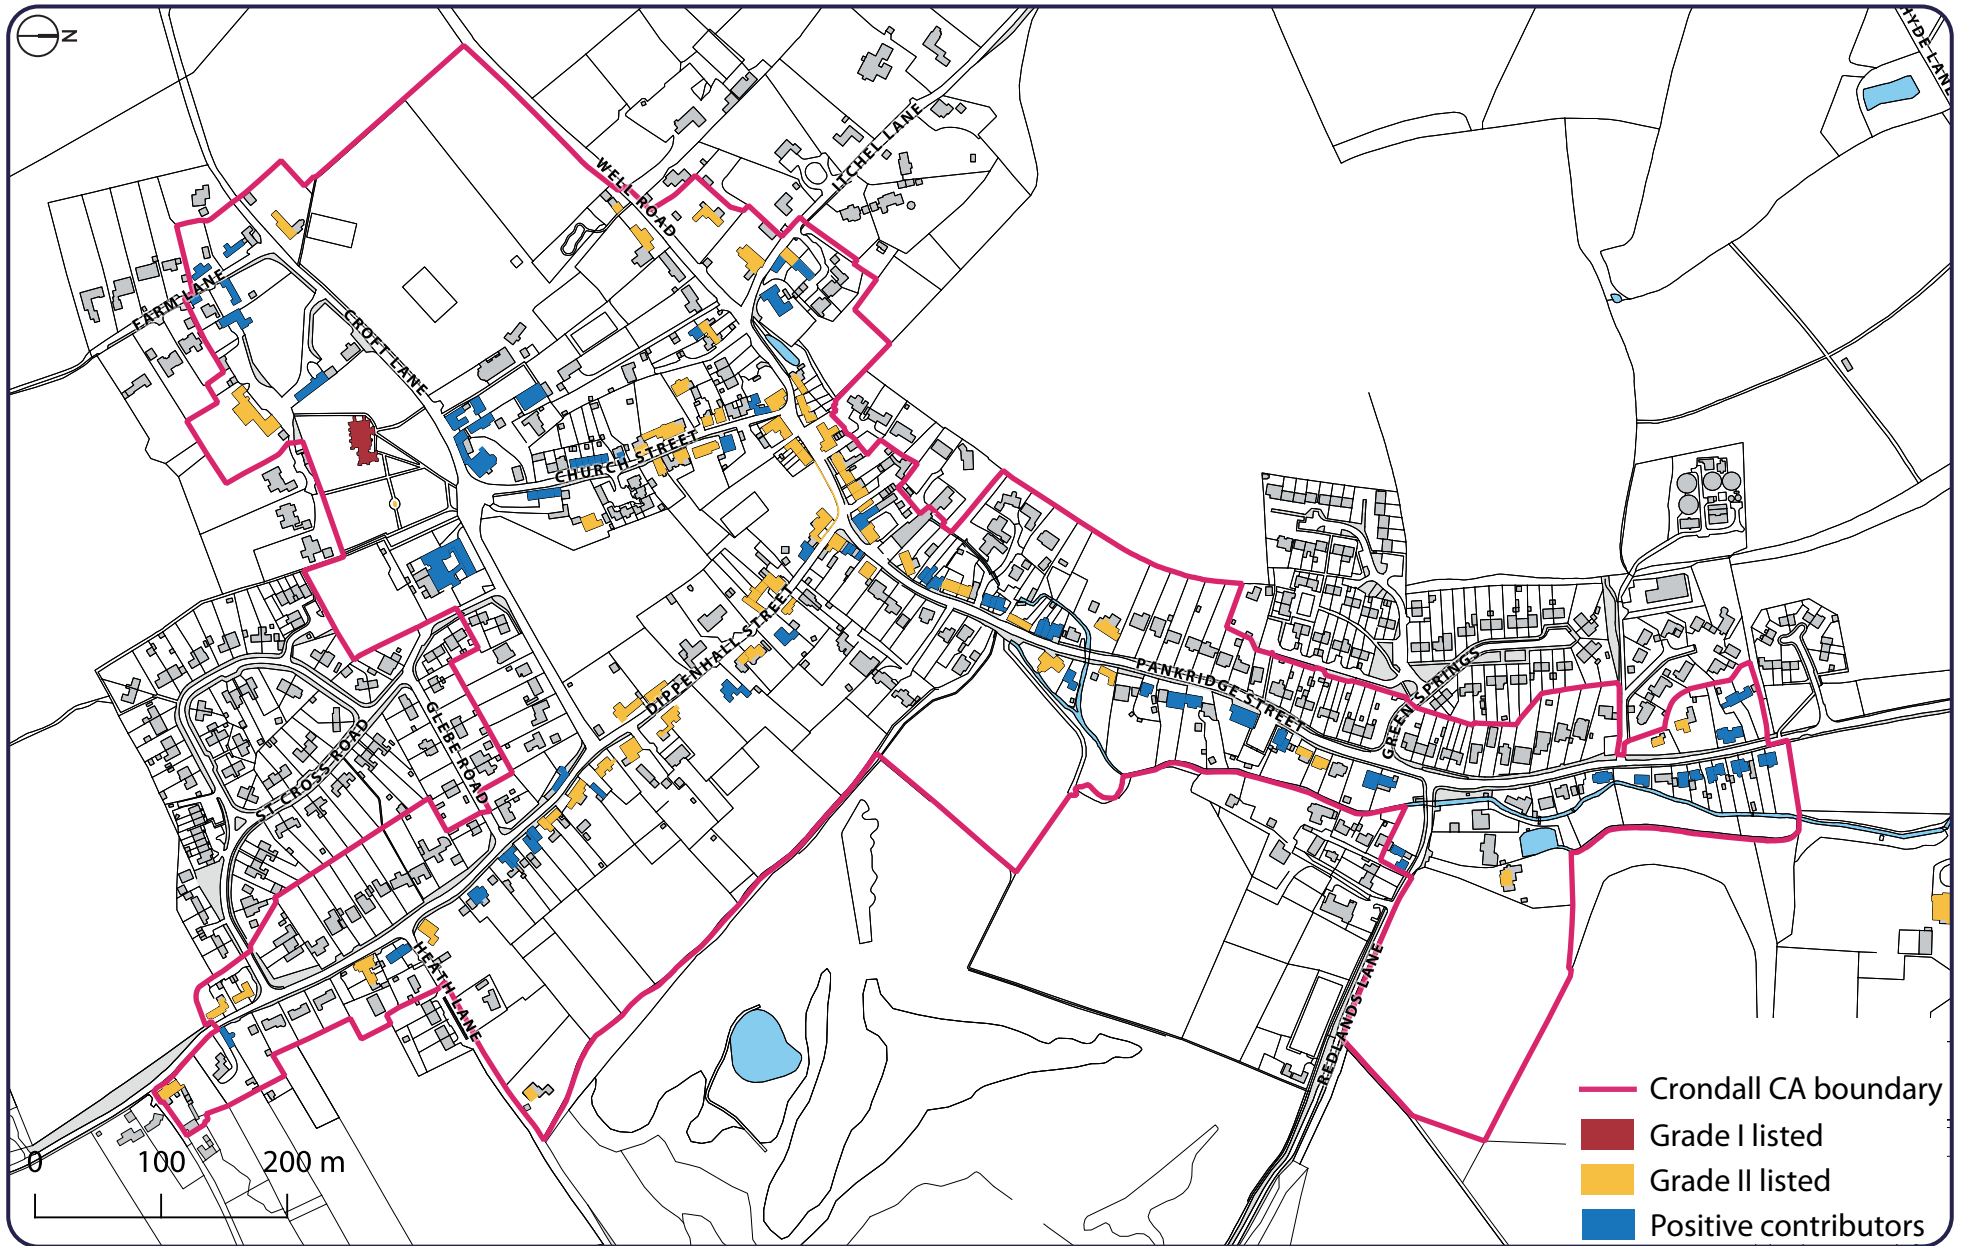 N
HYDE LANE
WELL ROAD
ITCHEL LANE
FARM LANE
CROFT LANE
CHURCH STREET
DIPPENHALL STREET
PANKRIDGE STREET
GREEN SPRINGS
GLEBE ROAD
ST CROSS ROAD
HEATH LANE
REDLANDS LANE
0 100 200 m
Crondall CA boundary
Grade I listed
Grade II listed
Positive contributors